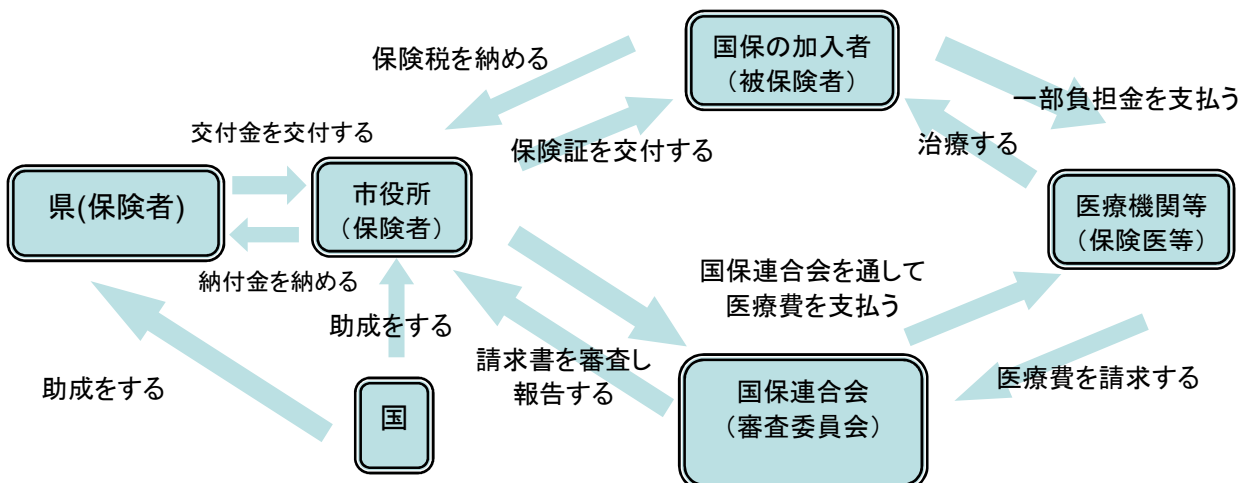 国保の加入者
（被保険者）
保険税を納める
一部負担金を支払う
交付金を交付する
保険証を交付する
治療する
県(保険者)
市役所
（保険者）
医療機関等
（保険医等）
納付金を納める
国保連合会を通して
医療費を支払う
助成をする
請求書を審査し
報告する
助成をする
医療費を請求する
国
国保連合会
（審査委員会）